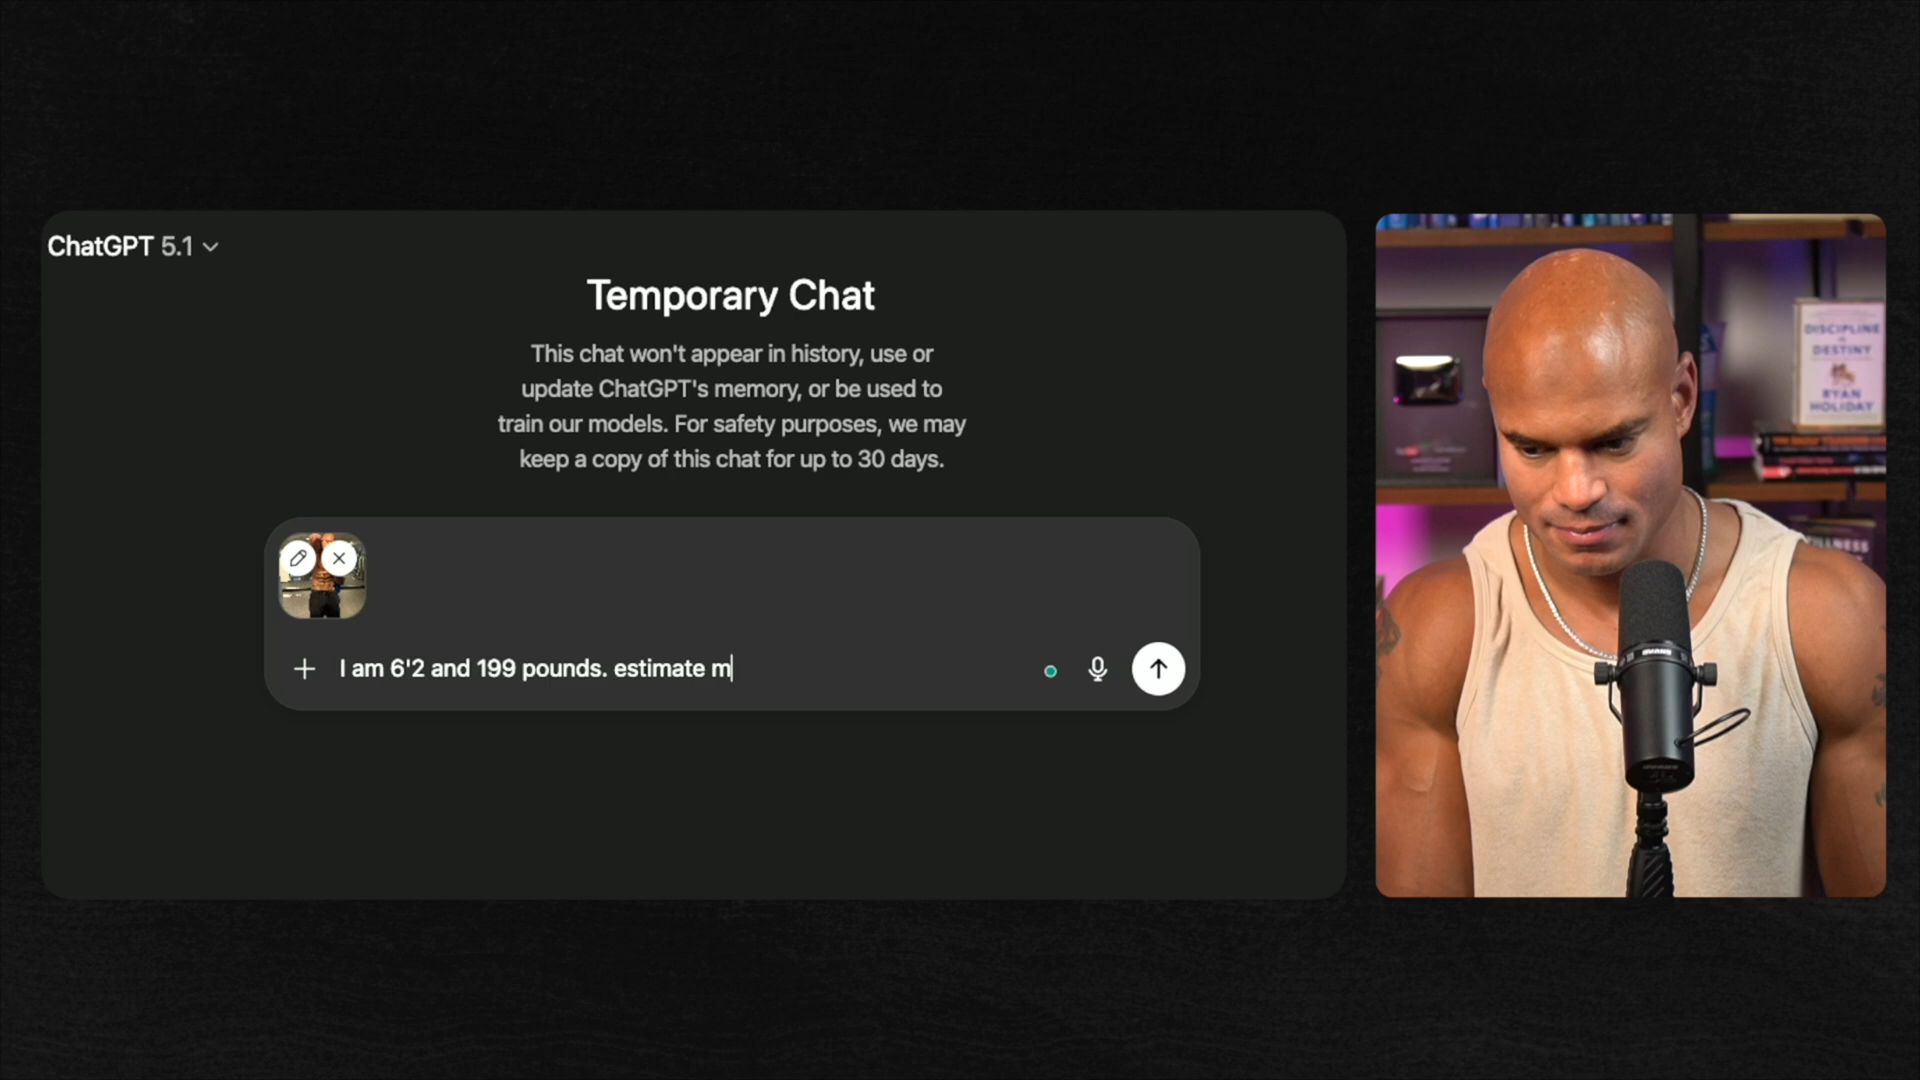 ChatGPT 5.1
Temporary Chat
This chat won't appear in history, use or
update ChatGPT's memory, or be used to
train our models. For safety purposes, we may
keep a copy of this chat for up to 30 days.
I am 6'2 and 199 pounds. estimate m
DISCIPLINE
IS
DESTINY
RYAN
HOLIDAY